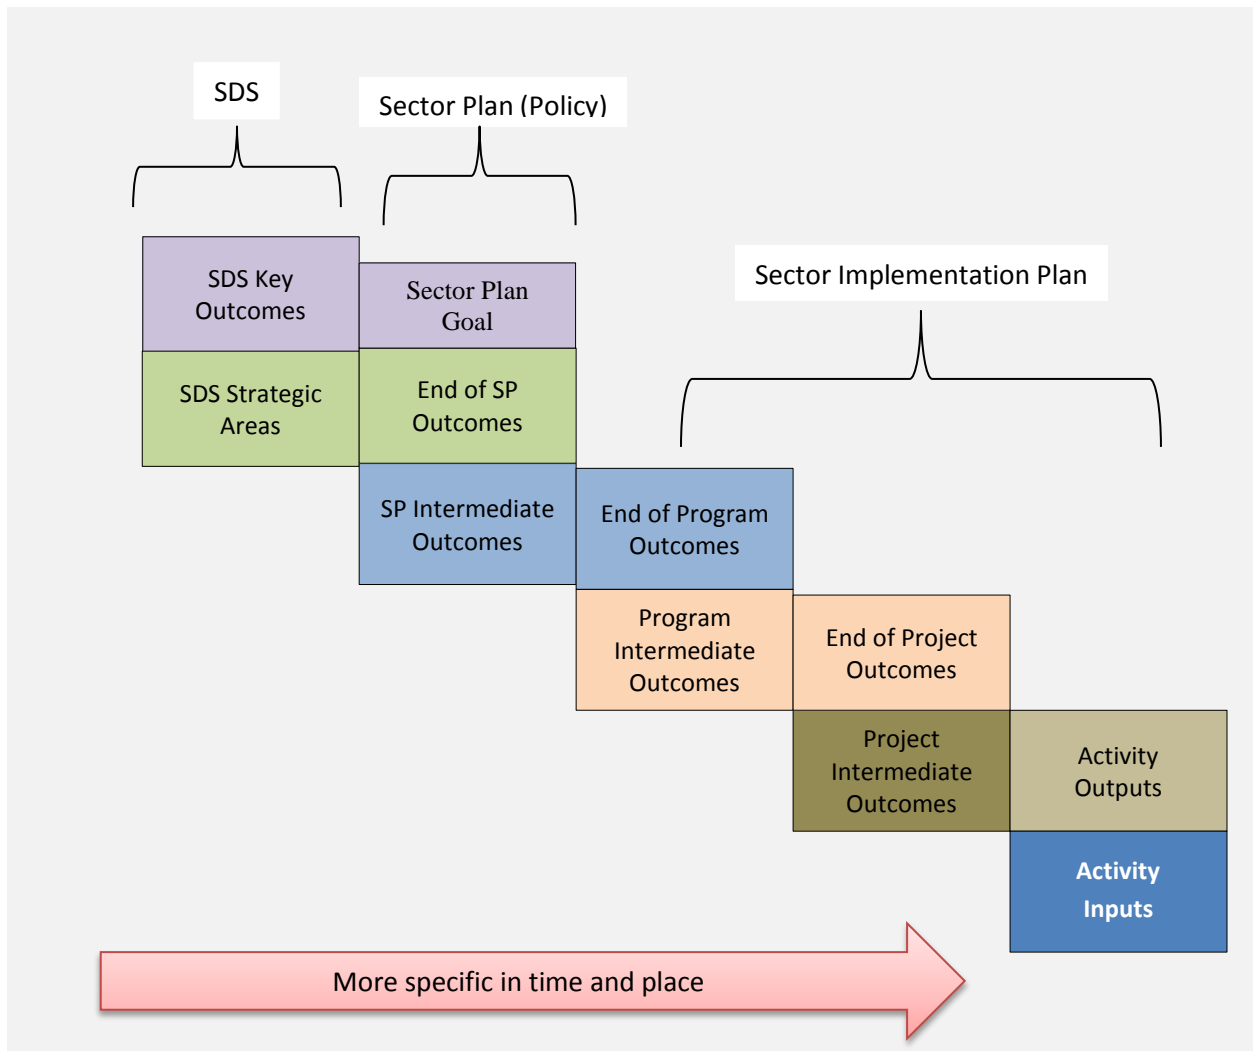 SDS
Sector Plan (Policy)
Sector Implementation Plan
SDS Key
Outcomes
Sector Plan
Goal
SDS Strategic
Areas
End of SP
Outcomes
SP Intermediate
Outcomes
End of Program
Outcomes
Program
Intermediate
Outcomes
End of Project
Outcomes
Project
Intermediate
Outcomes
Activity
Outputs
Activity
Inputs
More specific in time and place